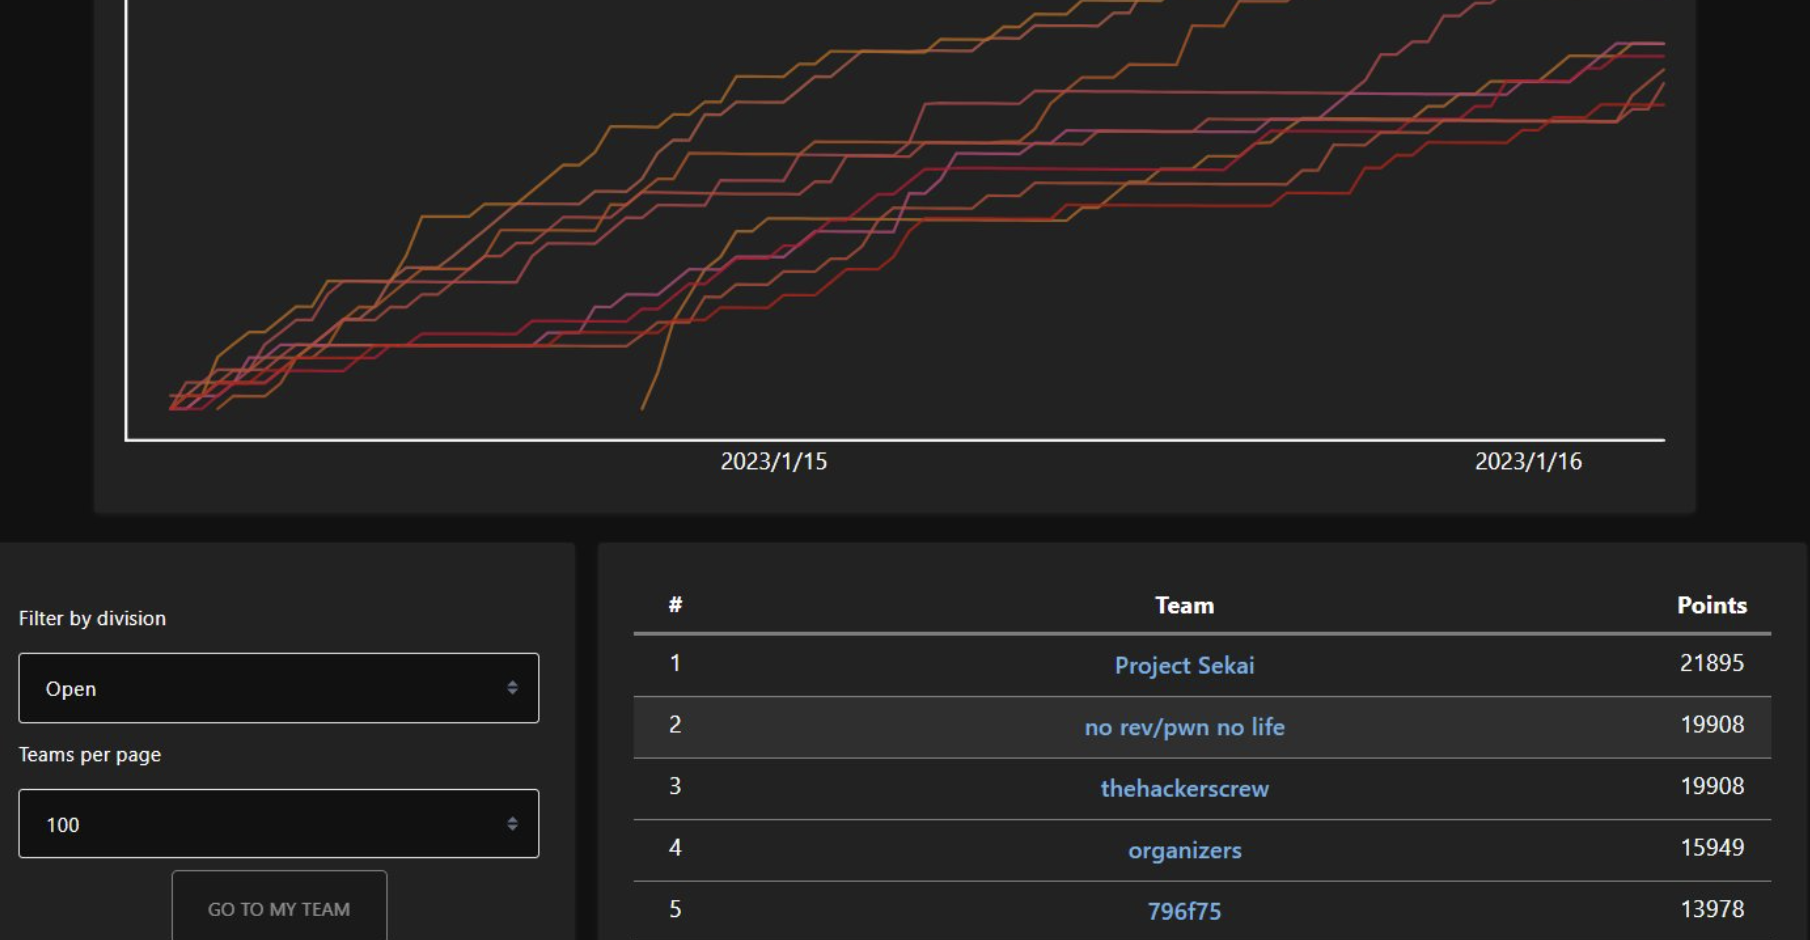 2023/1/15 2023/1/16
Filter by division
Open
Teams per page
100
GO TO MY TEAM
# Team Points
1 Project Sekai 21895
2 no rev/pwn no life 19908
3 thehackerscrew 19908
4 organizers 15949
5 796f75 13978